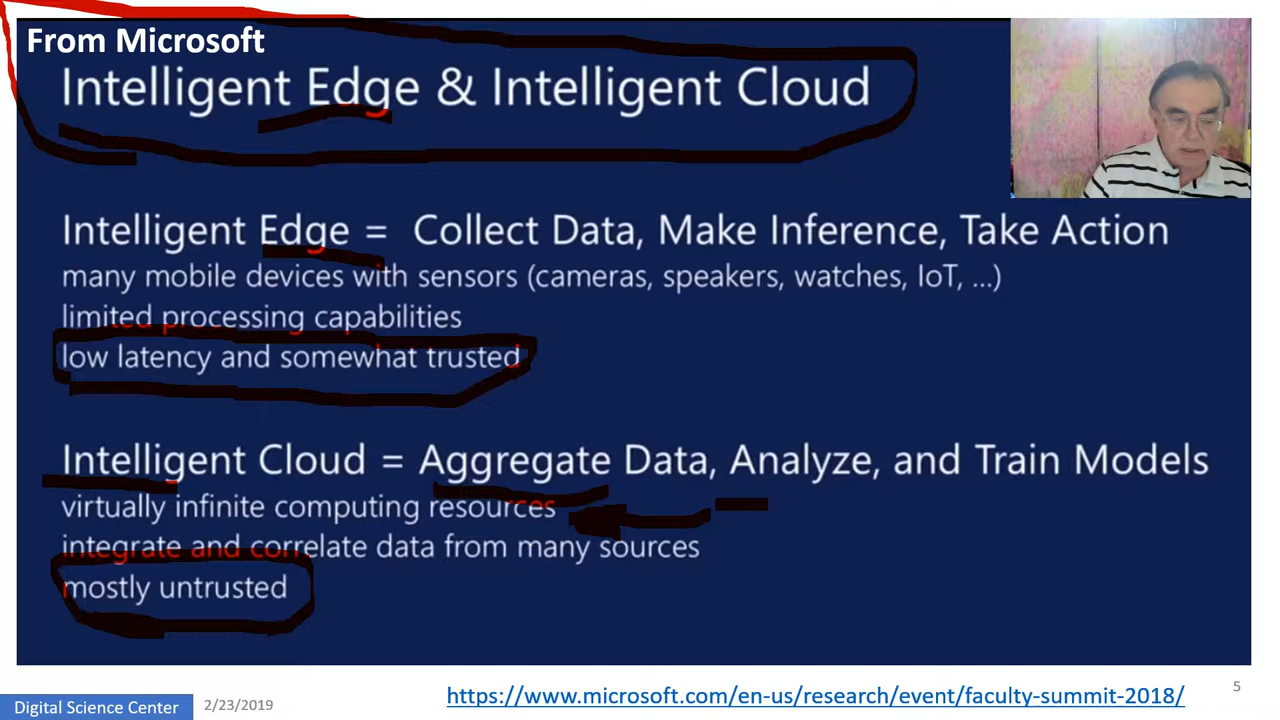 From Microsoft
Intelligent Edge & Intelligent Cloud
Intelligent Edge = Collect Data, Make Inference, Take Action
many mobile devices with sensors (cameras, speakers, watches, IoT, ...)
limited processing capabilities
low latency and somewhat trusted
Intelligent Cloud = Aggregate Data, Analyze, and Train Models
virtually infinite computing resources
integrate and correlate data from many sources
mostly untrusted
Digital Science Center
2/23/2019
https://www.microsoft.com/en-us/research/event/faculty-summit-2018/
5